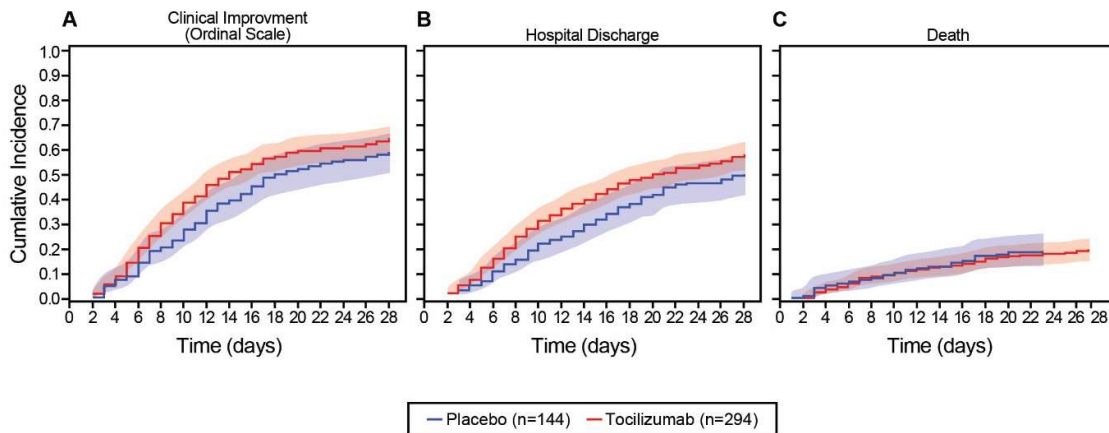 A
Clinical Improvment
(Ordinal Scale)
B
Hospital Discharge
C
Death
Cumlative Incidence
1.0
0.9
0.8
0.7
0.6
0.5
0.4
0.3
0.2
0.1
0.0
0 2 4 6 8 10 12 14 16 18 20 22 24 26 28
0 2 4 6 8 10 12 14 16 18 20 22 24 26 28
0 2 4 6 8 10 12 14 16 18 20 22 24 26 27 28
Time (days)
Time (days)
Time (days)
Placebo (n=144) Tocilizumab (n=294)